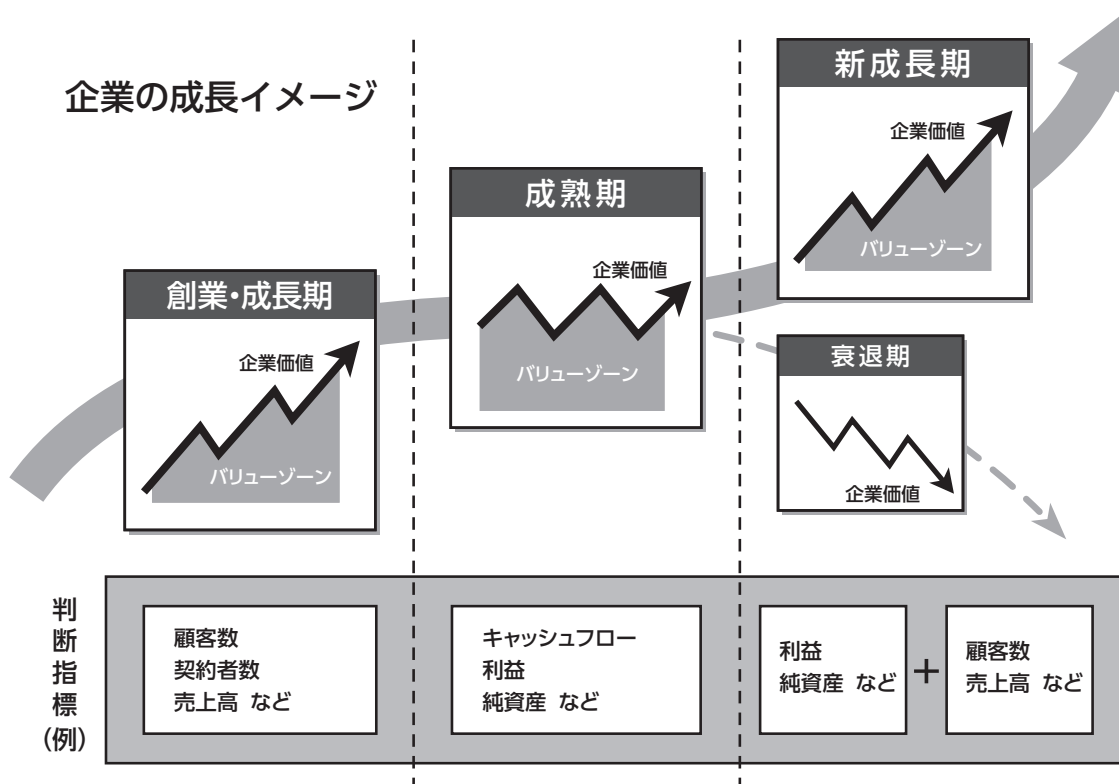 企業の成長イメージ
創業・成長期
企業価値
バリューゾーン
成熟期
企業価値
バリューゾーン
新成長期
企業価値
バリューゾーン
衰退期
企業価値
判断指標(例)
顧客数
契約者数
売上高 など
キャッシュフロー
利益
純資産 など
利益
純資産 など
+
顧客数
売上高 など